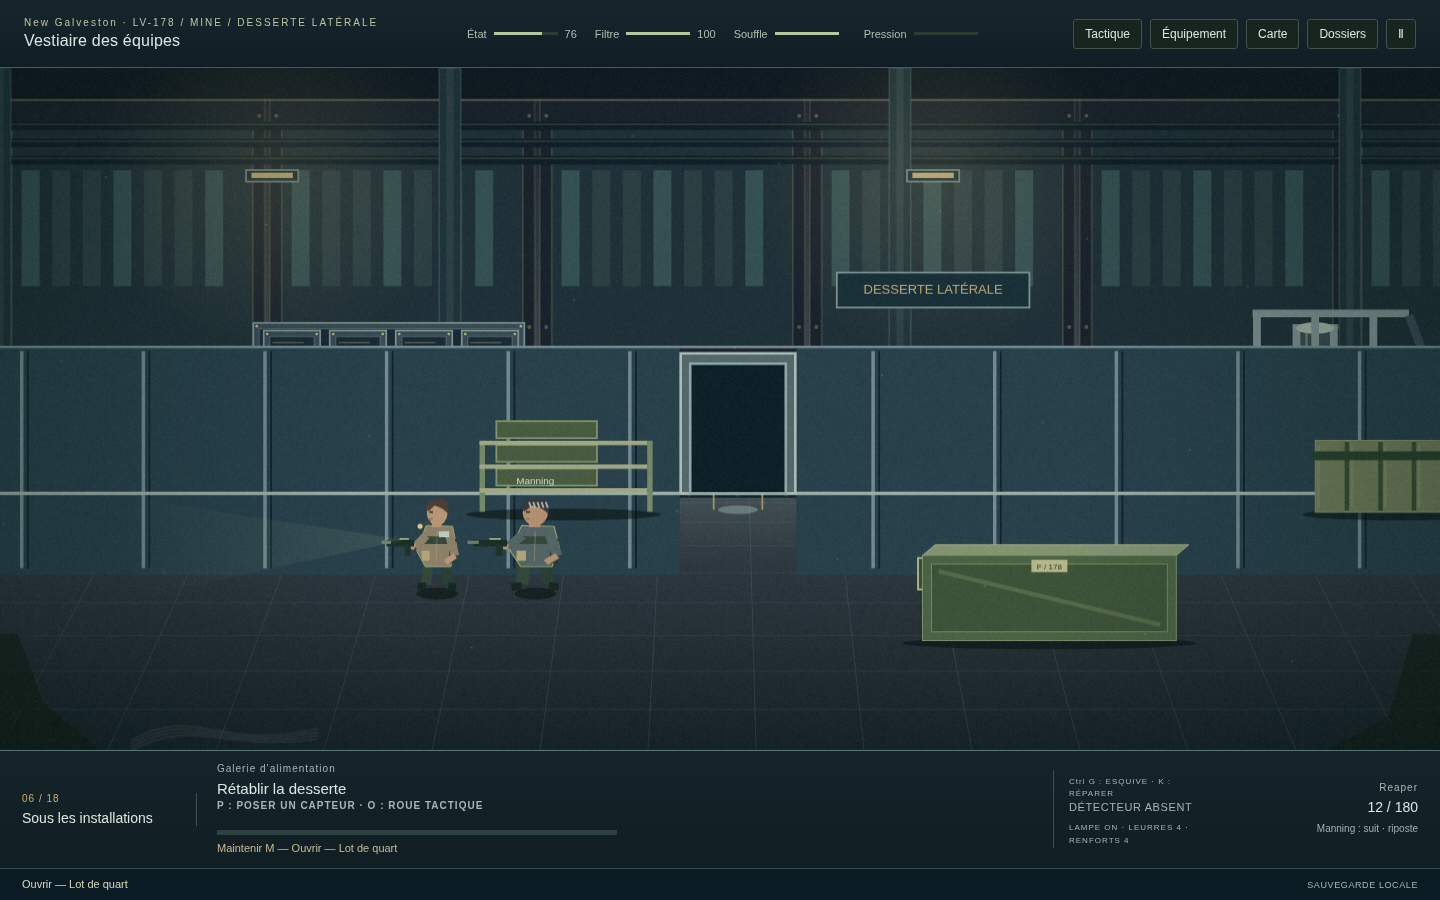 New Galveston · LV-178 / MINE / DESSERTE LATÉRALE
Vestiaire des équipes
État 76 Filtre 100 Souffle Pression
Tactique Équipement Carte Dossiers II
DESSERTE LATÉRALE
Manning
F / 178
06 / 18
Sous les installations
Galerie d'alimentation
Rétablir la desserte
P : POSER UN CAPTEUR · O : ROUE TACTIQUE
Maintenir M — Ouvrir — Lot de quart
Ctrl G : ESQUIVE · K :
RÉPARER
DÉTECTEUR ABSENT
LAMPE ON · LEURRES 4 ·
RENFORTS 4
Reaper
12 / 180
Manning : suit · riposte
Ouvrir — Lot de quart
SAUVEGARDE LOCALE